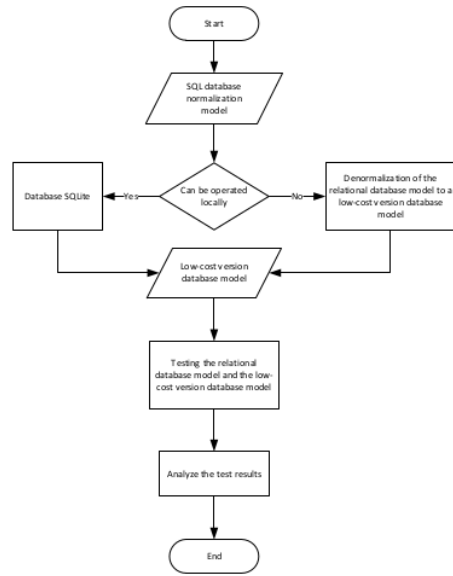 Start
SQL database
normalization
model
Can be operated
locally
Yes
No
Database SQLite
Denormalization of the
relational database model to a
low-cost version database
model
Low-cost version
database model
Testing the relational
database model and the low-
cost version database model
Analyze the test results
End